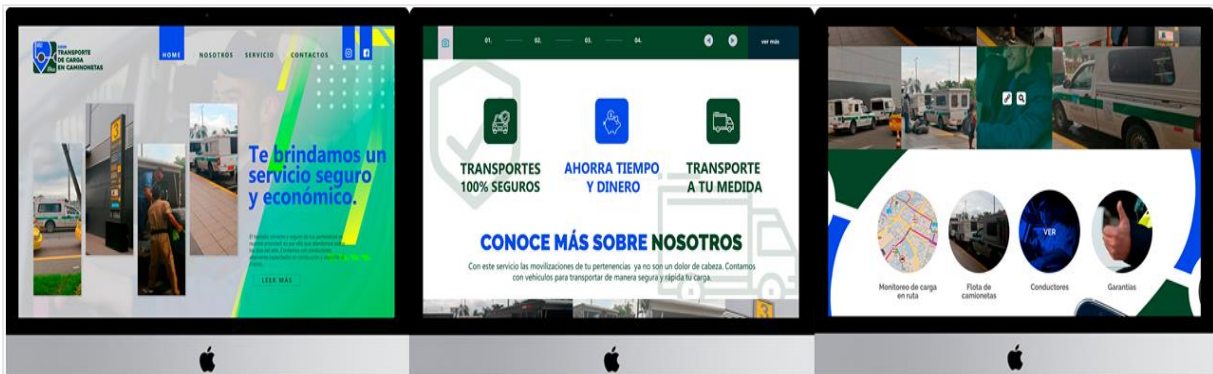 TRANSPORTE
DE CARGA
EN CAMIONETAS
HOME NOSOTROS SERVICIO CONTACTOS
3
Te brindamos un
servicio seguro
y económico.
LEER MÁS
01. 02. 03. 04. ver más
TRANSPORTES
100% SEGUROS
AHORRA TIEMPO
Y DINERO
TRANSPORTE
A TU MEDIDA
CONOCE MÁS SOBRE NOSOTROS
Con este servicio las movilizaciones de tu pertenencias ya no son un dolor de cabeza. Contamos
con vehículos para transportar de manera segura y rápida tu carga.
3
VER
Monitoreo de carga
en ruta
Flota de
camionetas
Conductores
Garantías